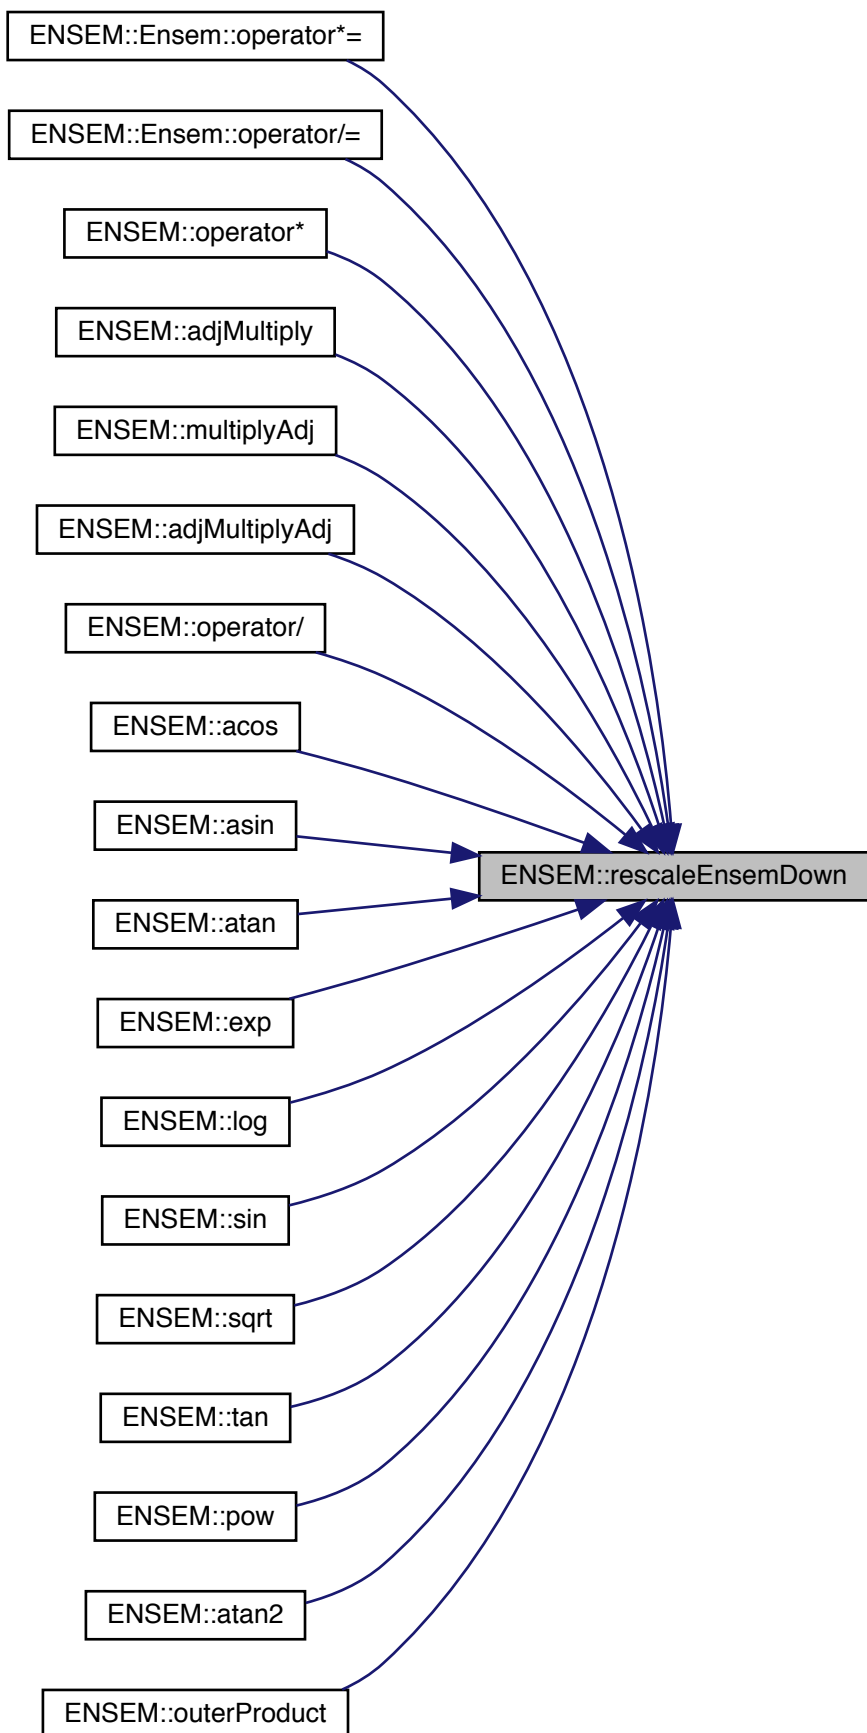 ENSEM::Ensem::operator*=
ENSEM::Ensem::operator/=
ENSEM::operator*
ENSEM::adjMultiply
ENSEM::multiplyAdj
ENSEM::adjMultiplyAdj
ENSEM::operator/
ENSEM::acos
ENSEM::asin
ENSEM::rescaleEnsemDown
ENSEM::atan
ENSEM::exp
ENSEM::log
ENSEM::sin
ENSEM::sqrt
ENSEM::tan
ENSEM::pow
ENSEM::atan2
ENSEM::outerProduct